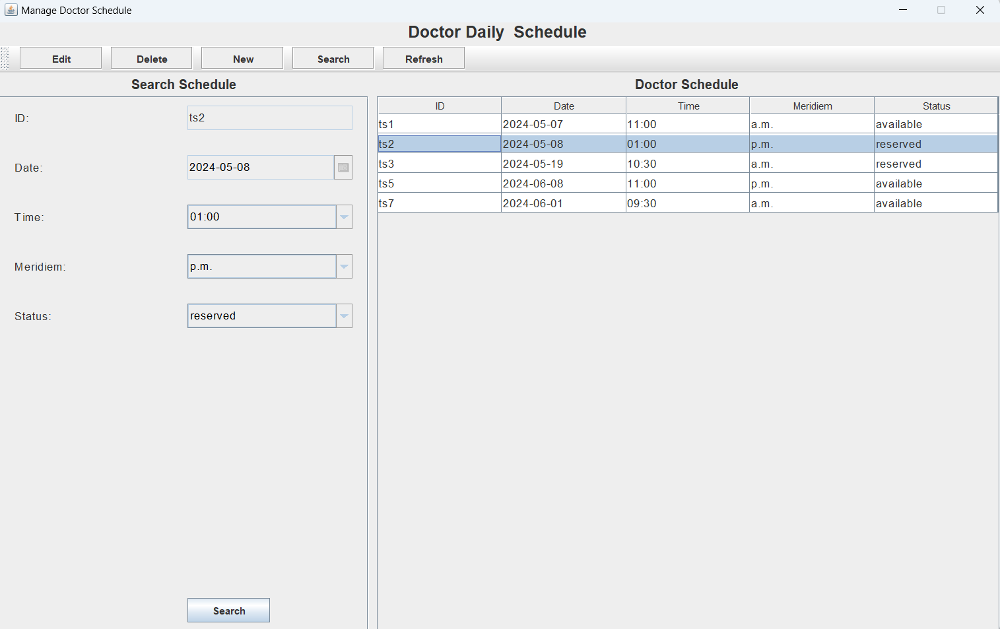 Manage Doctor Schedule
Doctor Daily  Schedule
Edit Delete New Search Refresh
Search Schedule
ID: ts2
Date: 2024-05-08
Time: 01:00
Meridiem: p.m.
Status: reserved
Search
Doctor Schedule
ID Date Time Meridiem Status
ts1 2024-05-07 11:00 a.m. available
ts2 2024-05-08 01:00 p.m. reserved
ts3 2024-05-19 10:30 a.m. reserved
ts5 2024-06-08 11:00 p.m. available
ts7 2024-06-01 09:30 a.m. available